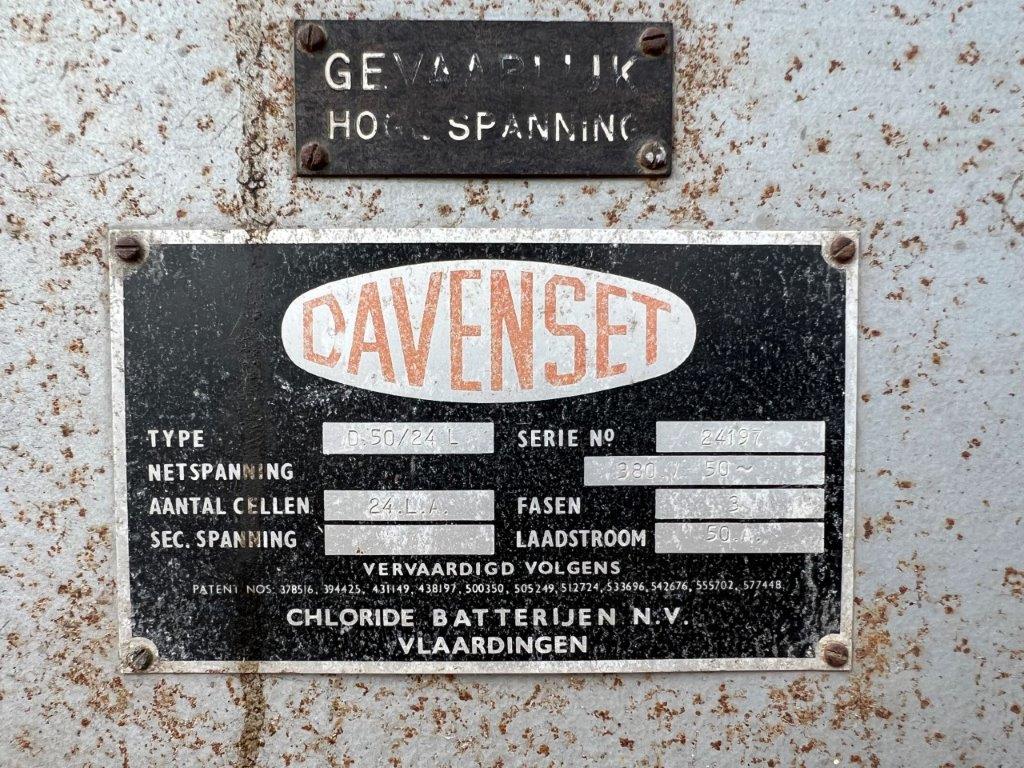 GEVAARLIJK
HOGE SPANNING
DAVENSET
TYPE D.50/24 L SERIE Nº 24197
NETSPANNING 380 / 50~
AANTAL CELLEN 24.L.A. FASEN 3
SEC. SPANNING LAADSTROOM 50.A.
VERVAARDIGD VOLGENS
PATENT NOS. 378516, 394425, 431149, 438197, 500350, 505249, 512724, 533696, 542676, 555702, 577448.
CHLORIDE BATTERIJEN N.V.
VLAARDINGEN